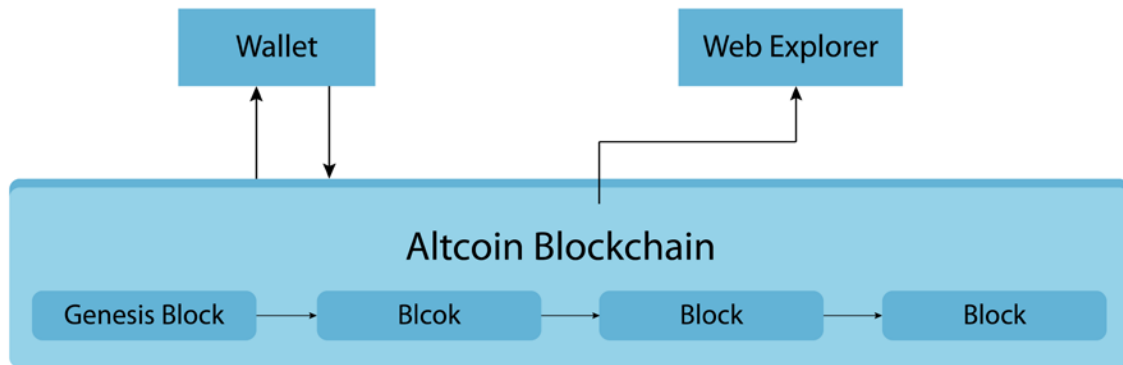 Wallet
Web Explorer
Altcoin Blockchain
Genesis Block
Blcok
Block
Block